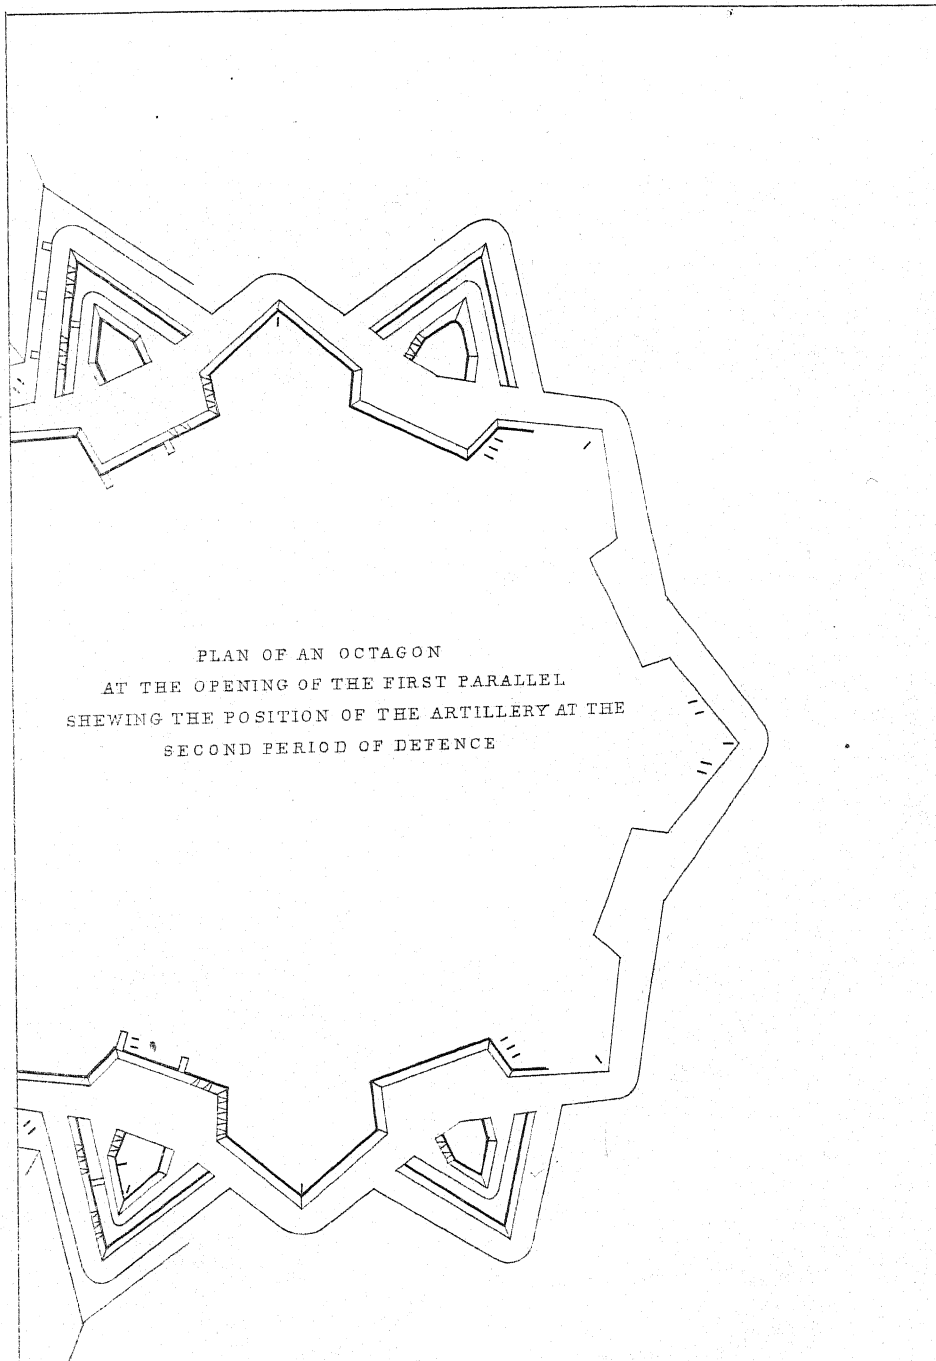 PLAN OF AN OCTAGON
AT THE OPENING OF THE FIRST PARALLEL
SHEWING THE POSITION OF THE ARTILLERY AT THE
SECOND PERIOD OF DEFENCE